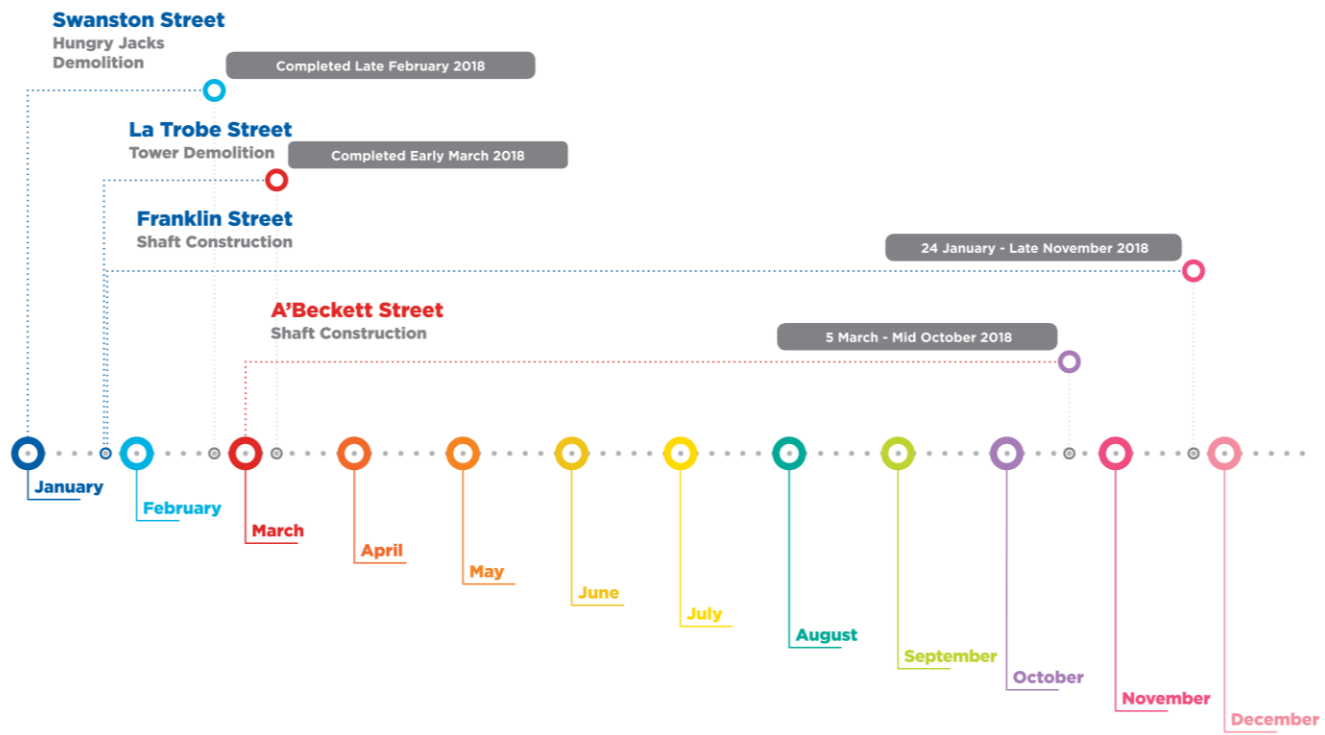 Swanston Street
Hungry Jacks
Demolition
Completed Late February 2018
La Trobe Street
Tower Demolition
Completed Early March 2018
Franklin Street
Shaft Construction
24 January - Late November 2018
A’Beckett Street
Shaft Construction
5 March - Mid October 2018
January
February
March
April
May
June
July
August
September
October
November
December